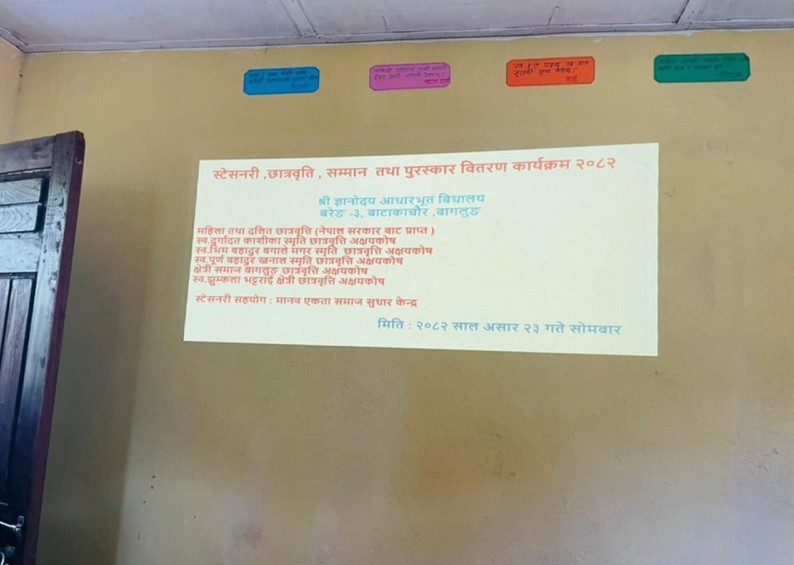 स्टेसनरी ,छात्रवृति , सम्मान तथा पुरस्कार वितरण कार्यक्रम २०८२
श्री ज्ञानोदय आधारभूत बिधालय
बरेङ -३, बाटाकाचौर ,बागलुङ
महिला तथा दलित छात्रवृत्ति (नेपाल सरकार बाट प्राप्त )
स्व.दुर्गादत काफ्ले स्मृति छात्रवृत्ति अक्षयकोष
स्व.भिम बहादुर बगाले मगर स्मृति छात्रवृत्ति अक्षयकोष
स्व.पूर्ण बहादुर खनाल स्मृति छात्रवृत्ति अक्षयकोष
क्षेत्री समाज बागलुङ छात्रवृत्ति अक्षयकोष
स्व.झुमकला भट्टराई क्षेत्री छात्रवृत्ति अक्षयकोष
स्टेसनरी सहयोग : मानब एकता समाज सुधार केन्द्र
मिति : २०८२ साल असार २३ गते सोमबार